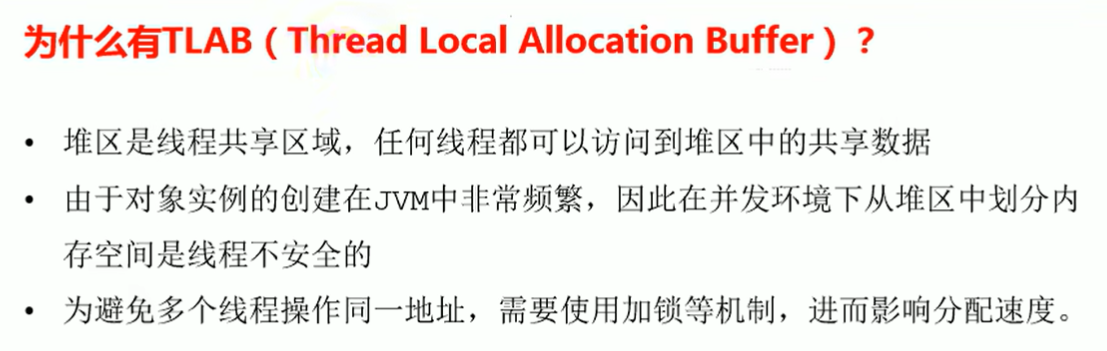 为什么有TLAB（Thread Local Allocation Buffer）？
• 堆区是线程共享区域，任何线程都可以访问到堆区中的共享数据
• 由于对象实例的创建在JVM中非常频繁，因此在并发环境下从堆区中划分内
存空间是线程不安全的
• 为避免多个线程操作同一地址，需要使用加锁等机制，进而影响分配速度。